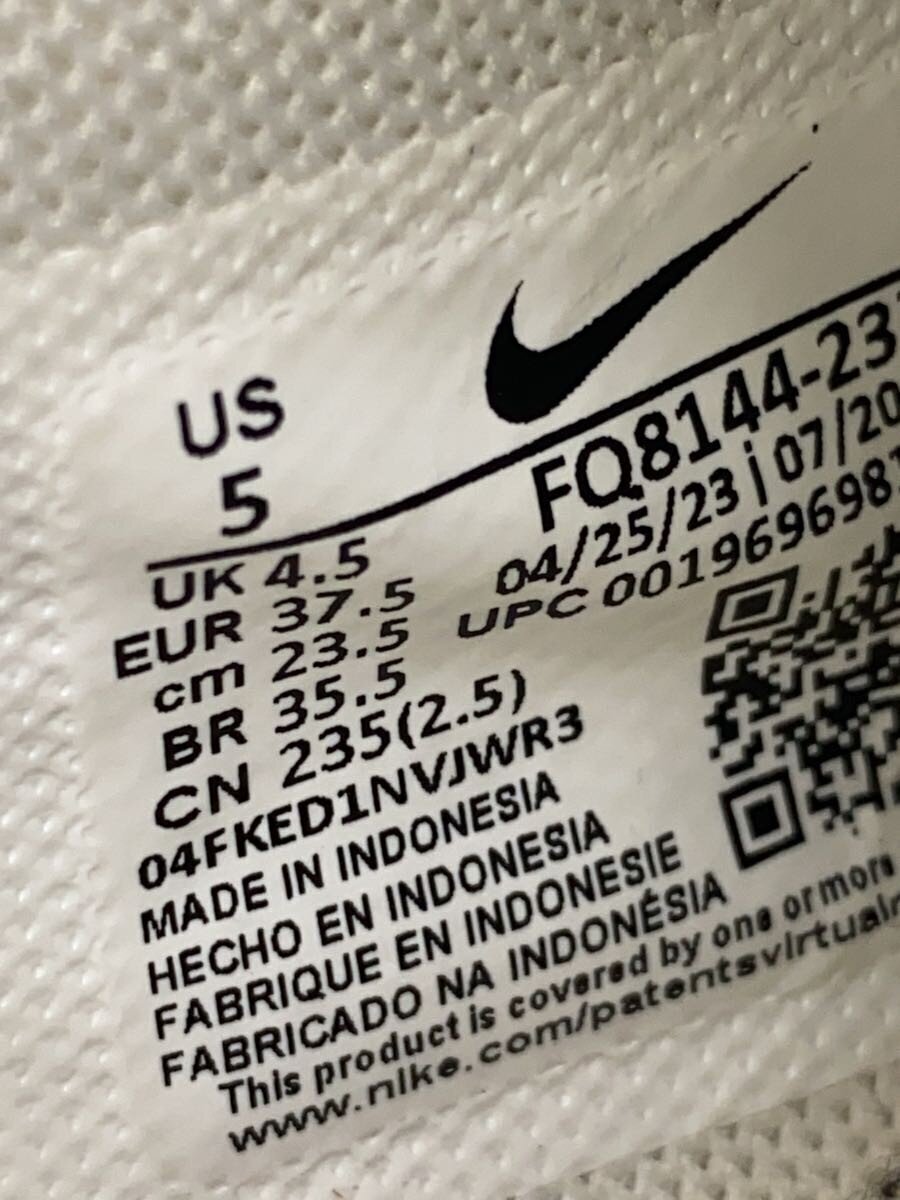 US
5
UK 4.5
EUR 37.5
cm 23.5
BR 35.5
CN 235(2.5)
FQ8144-23
04/25/23 | 07/20
UPC 0019696981
04FKED1NVJWR3
MADE IN INDONESIA
HECHO EN INDONESIA
FABRIQUE EN INDONESIE
FABRICADO NA INDONÉSIA
This product is covered by one or more
www.nike.com/patentsvirtual